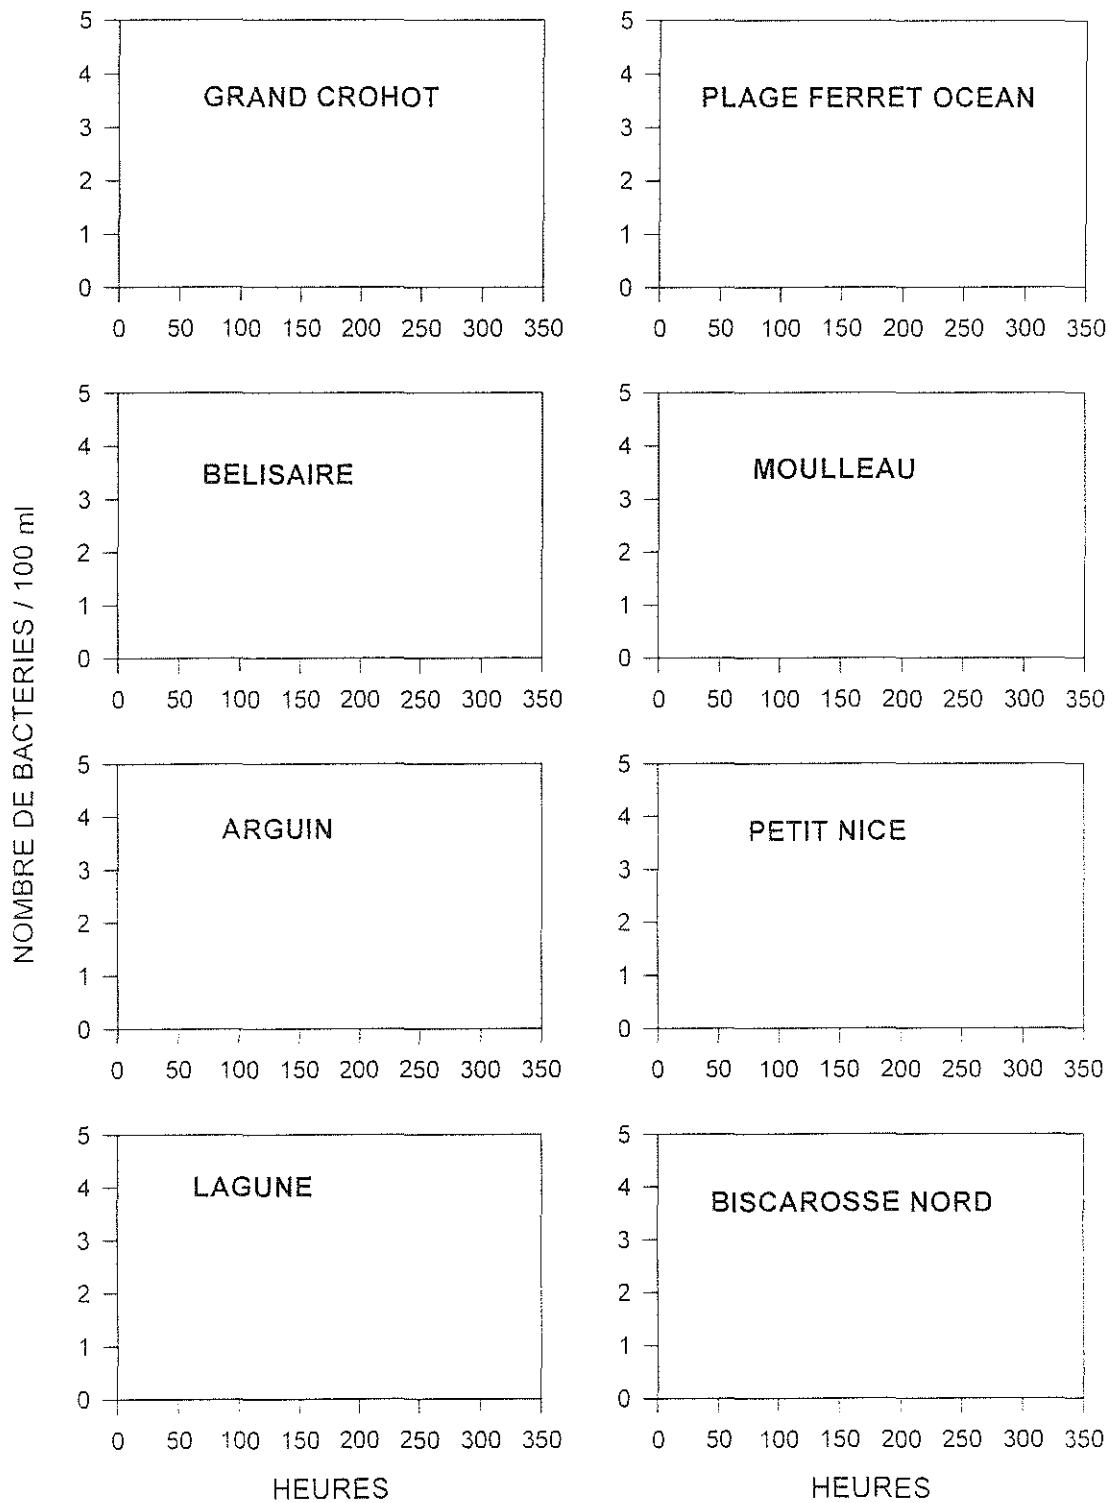 NOMBRE DE BACTERIES / 100 ml
5
4
3
2
1
0
0 50 100 150 200 250 300 350
GRAND CROHOT
5
4
3
2
1
0
0 50 100 150 200 250 300 350
PLAGE FERRET OCEAN
5
4
3
2
1
0
0 50 100 150 200 250 300 350
BELISAIRE
5
4
3
2
1
0
0 50 100 150 200 250 300 350
MOULLEAU
5
4
3
2
1
0
0 50 100 150 200 250 300 350
ARGUIN
5
4
3
2
1
0
0 50 100 150 200 250 300 350
PETIT NICE
5
4
3
2
1
0
0 50 100 150 200 250 300 350
LAGUNE
5
4
3
2
1
0
0 50 100 150 200 250 300 350
BISCAROSSE NORD
HEURES
HEURES